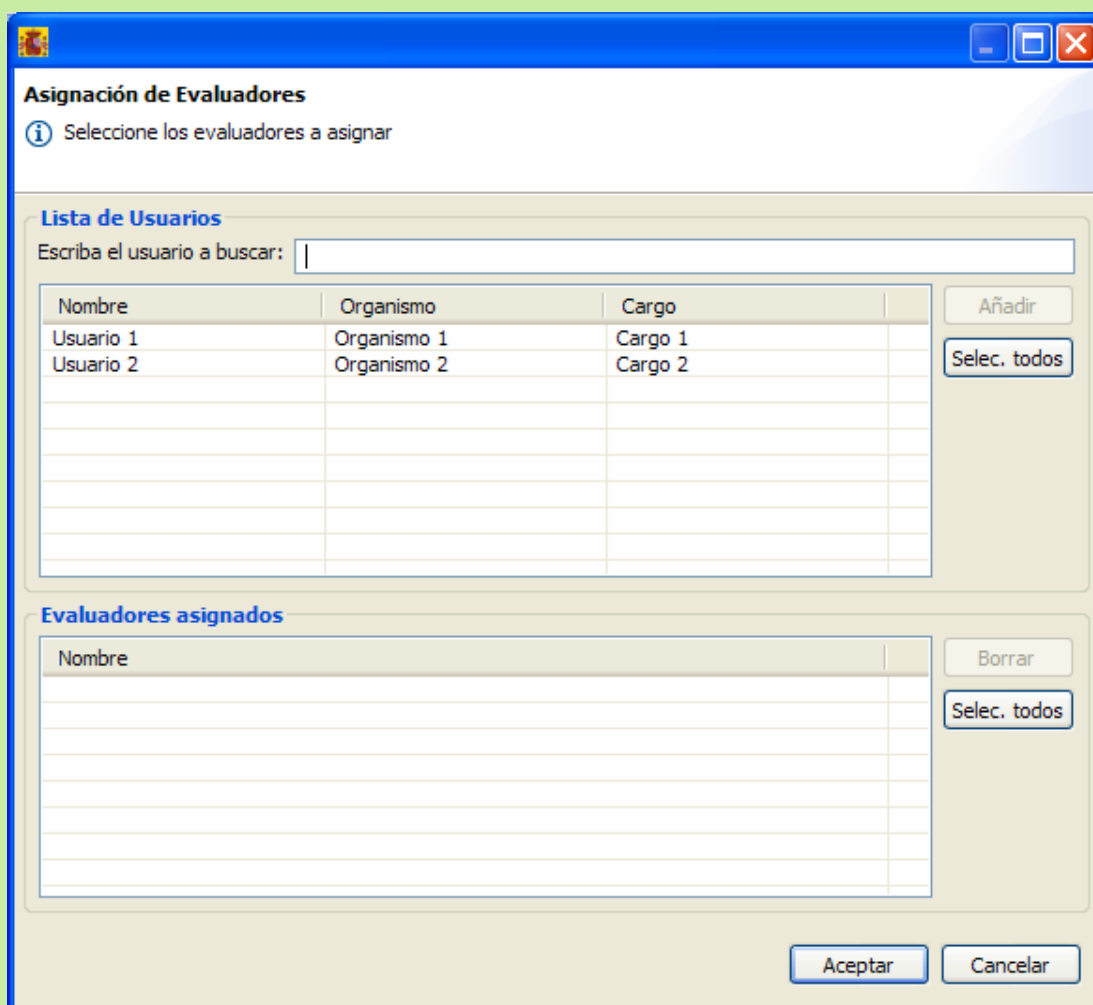 Asignación de Evaluadores
Seleccione los evaluadores a asignar
Lista de Usuarios
Escriba el usuario a buscar:
Nombre Organismo Cargo
Añadir
Usuario 1 Organismo 1 Cargo 1
Usuario 2 Organismo 2 Cargo 2
Selec. todos
Evaluadores asignados
Nombre
Borrar
Selec. todos
Aceptar Cancelar